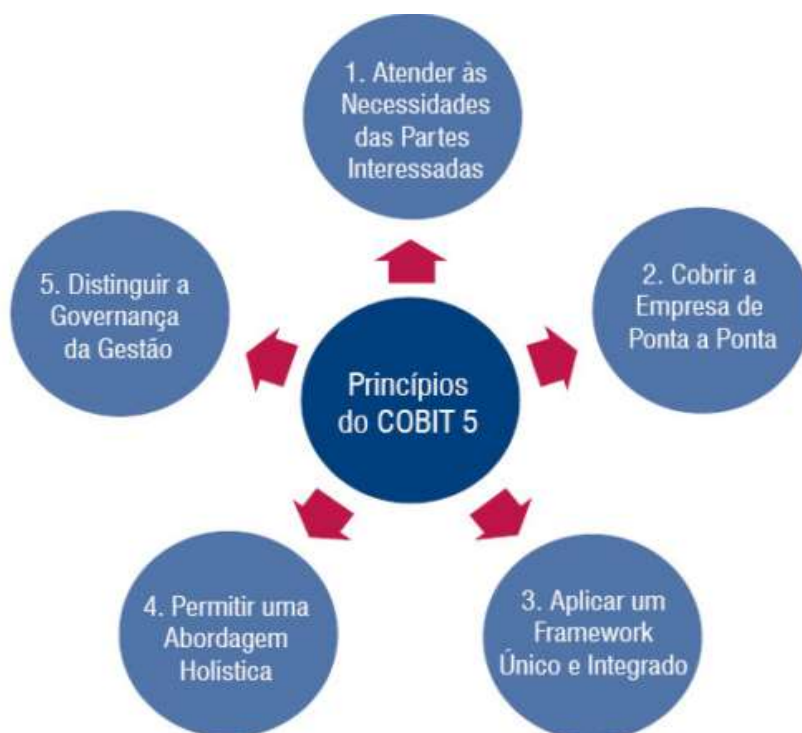 1. Atender às
Necessidades
das Partes
Interessadas
2. Cobrir a
Empresa de
Ponta a Ponta
3. Aplicar um
Framework
Único e Integrado
4. Permitir uma
Abordagem
Holística
5. Distinguir a
Governança
da Gestão
Princípios
do COBIT 5